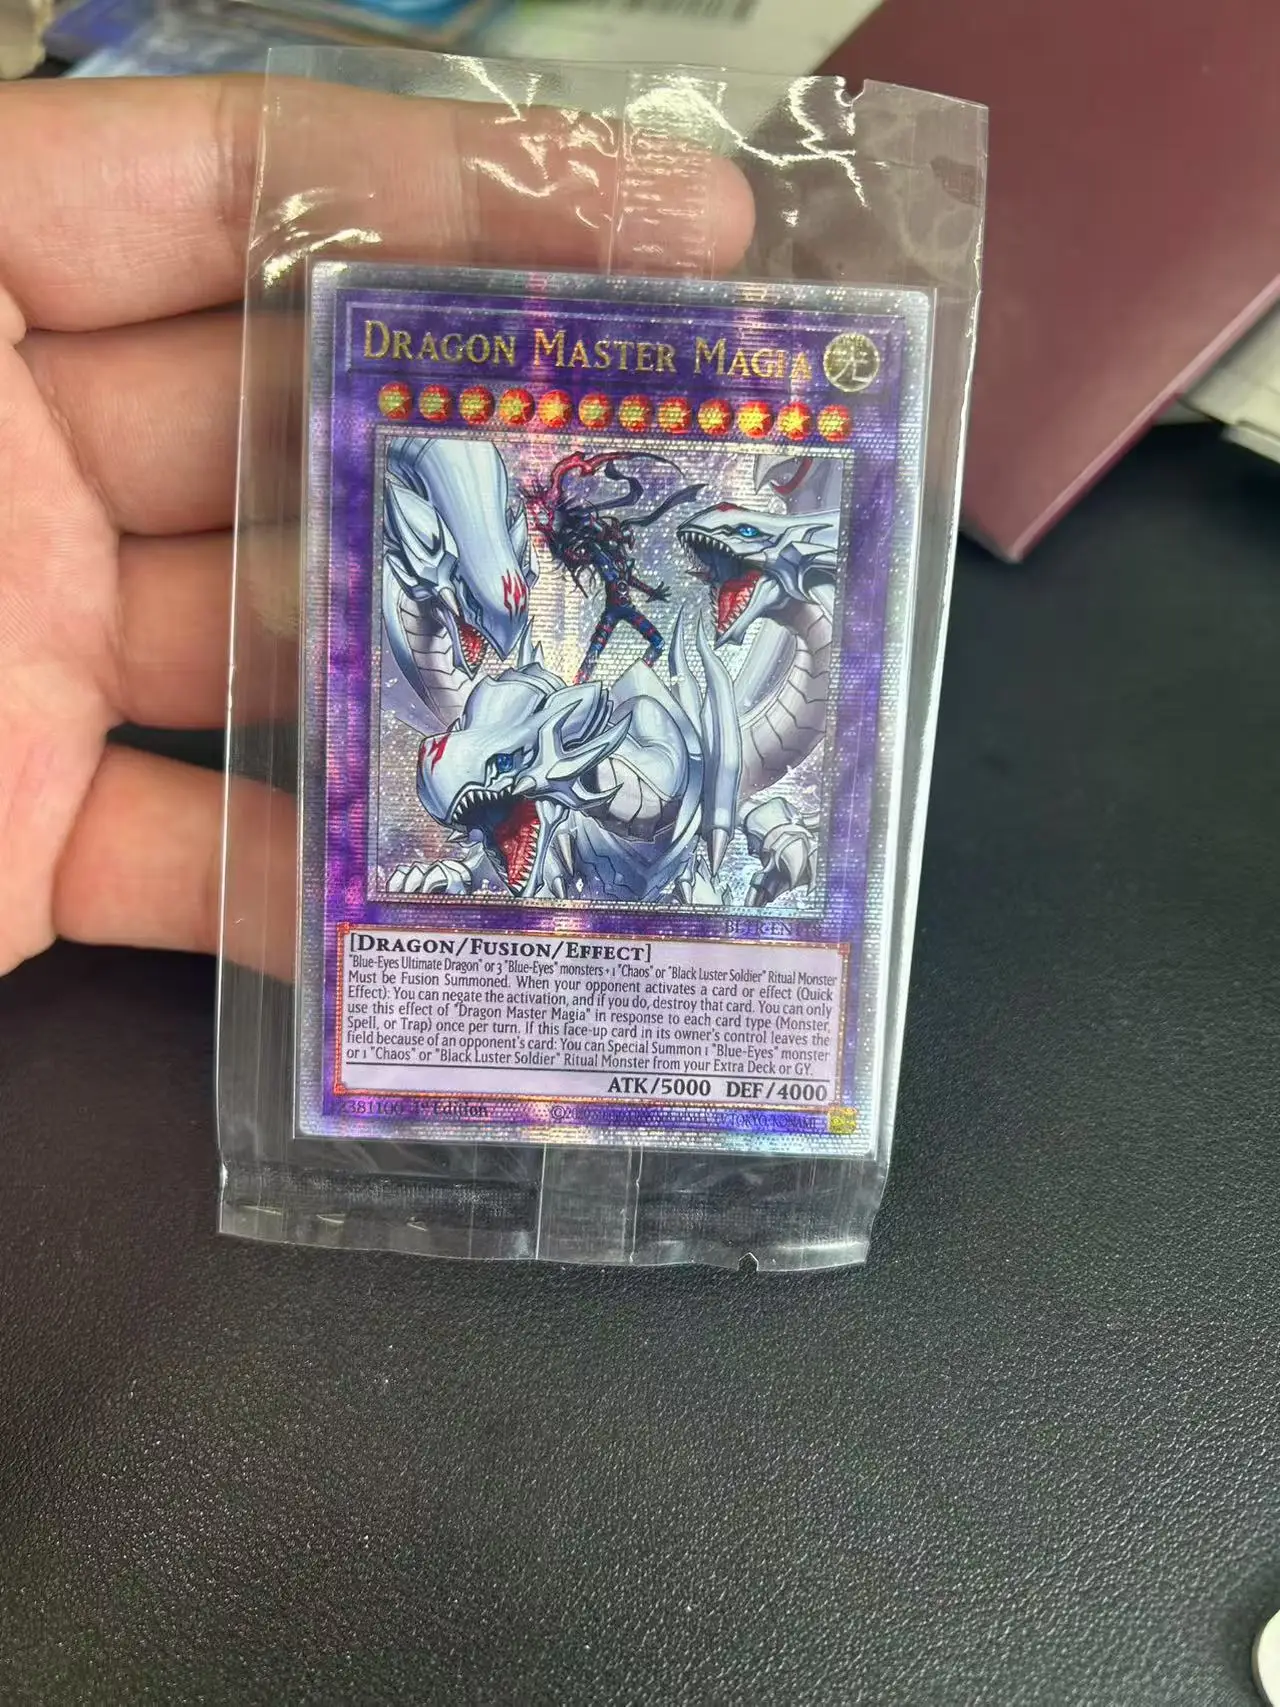 DRAGON MASTER MAGIA
光
[DRAGON/FUSION/EFFECT]
"Blue-Eyes Ultimate Dragon" or 3 "Blue-Eyes" monsters + 1 "Chaos" or "Black Luster Soldier" Ritual Monster
Must be Fusion Summoned. When your opponent activates a card or effect (Quick
Effect): You can negate the activation, and if you do, destroy that card. You can only
use this effect of "Dragon Master Magia" in response to each card type (Monster,
Spell, or Trap) once per turn. If this face-up card in its owner's control leaves the
field because of an opponent's card: You can Special Summon 1 "Blue-Eyes" monster
or 1 "Chaos" or "Black Luster Soldier" Ritual Monster from your Extra Deck or GY.
ATK/5000 DEF/4000
1st Edition
TOKYO, KONAMI